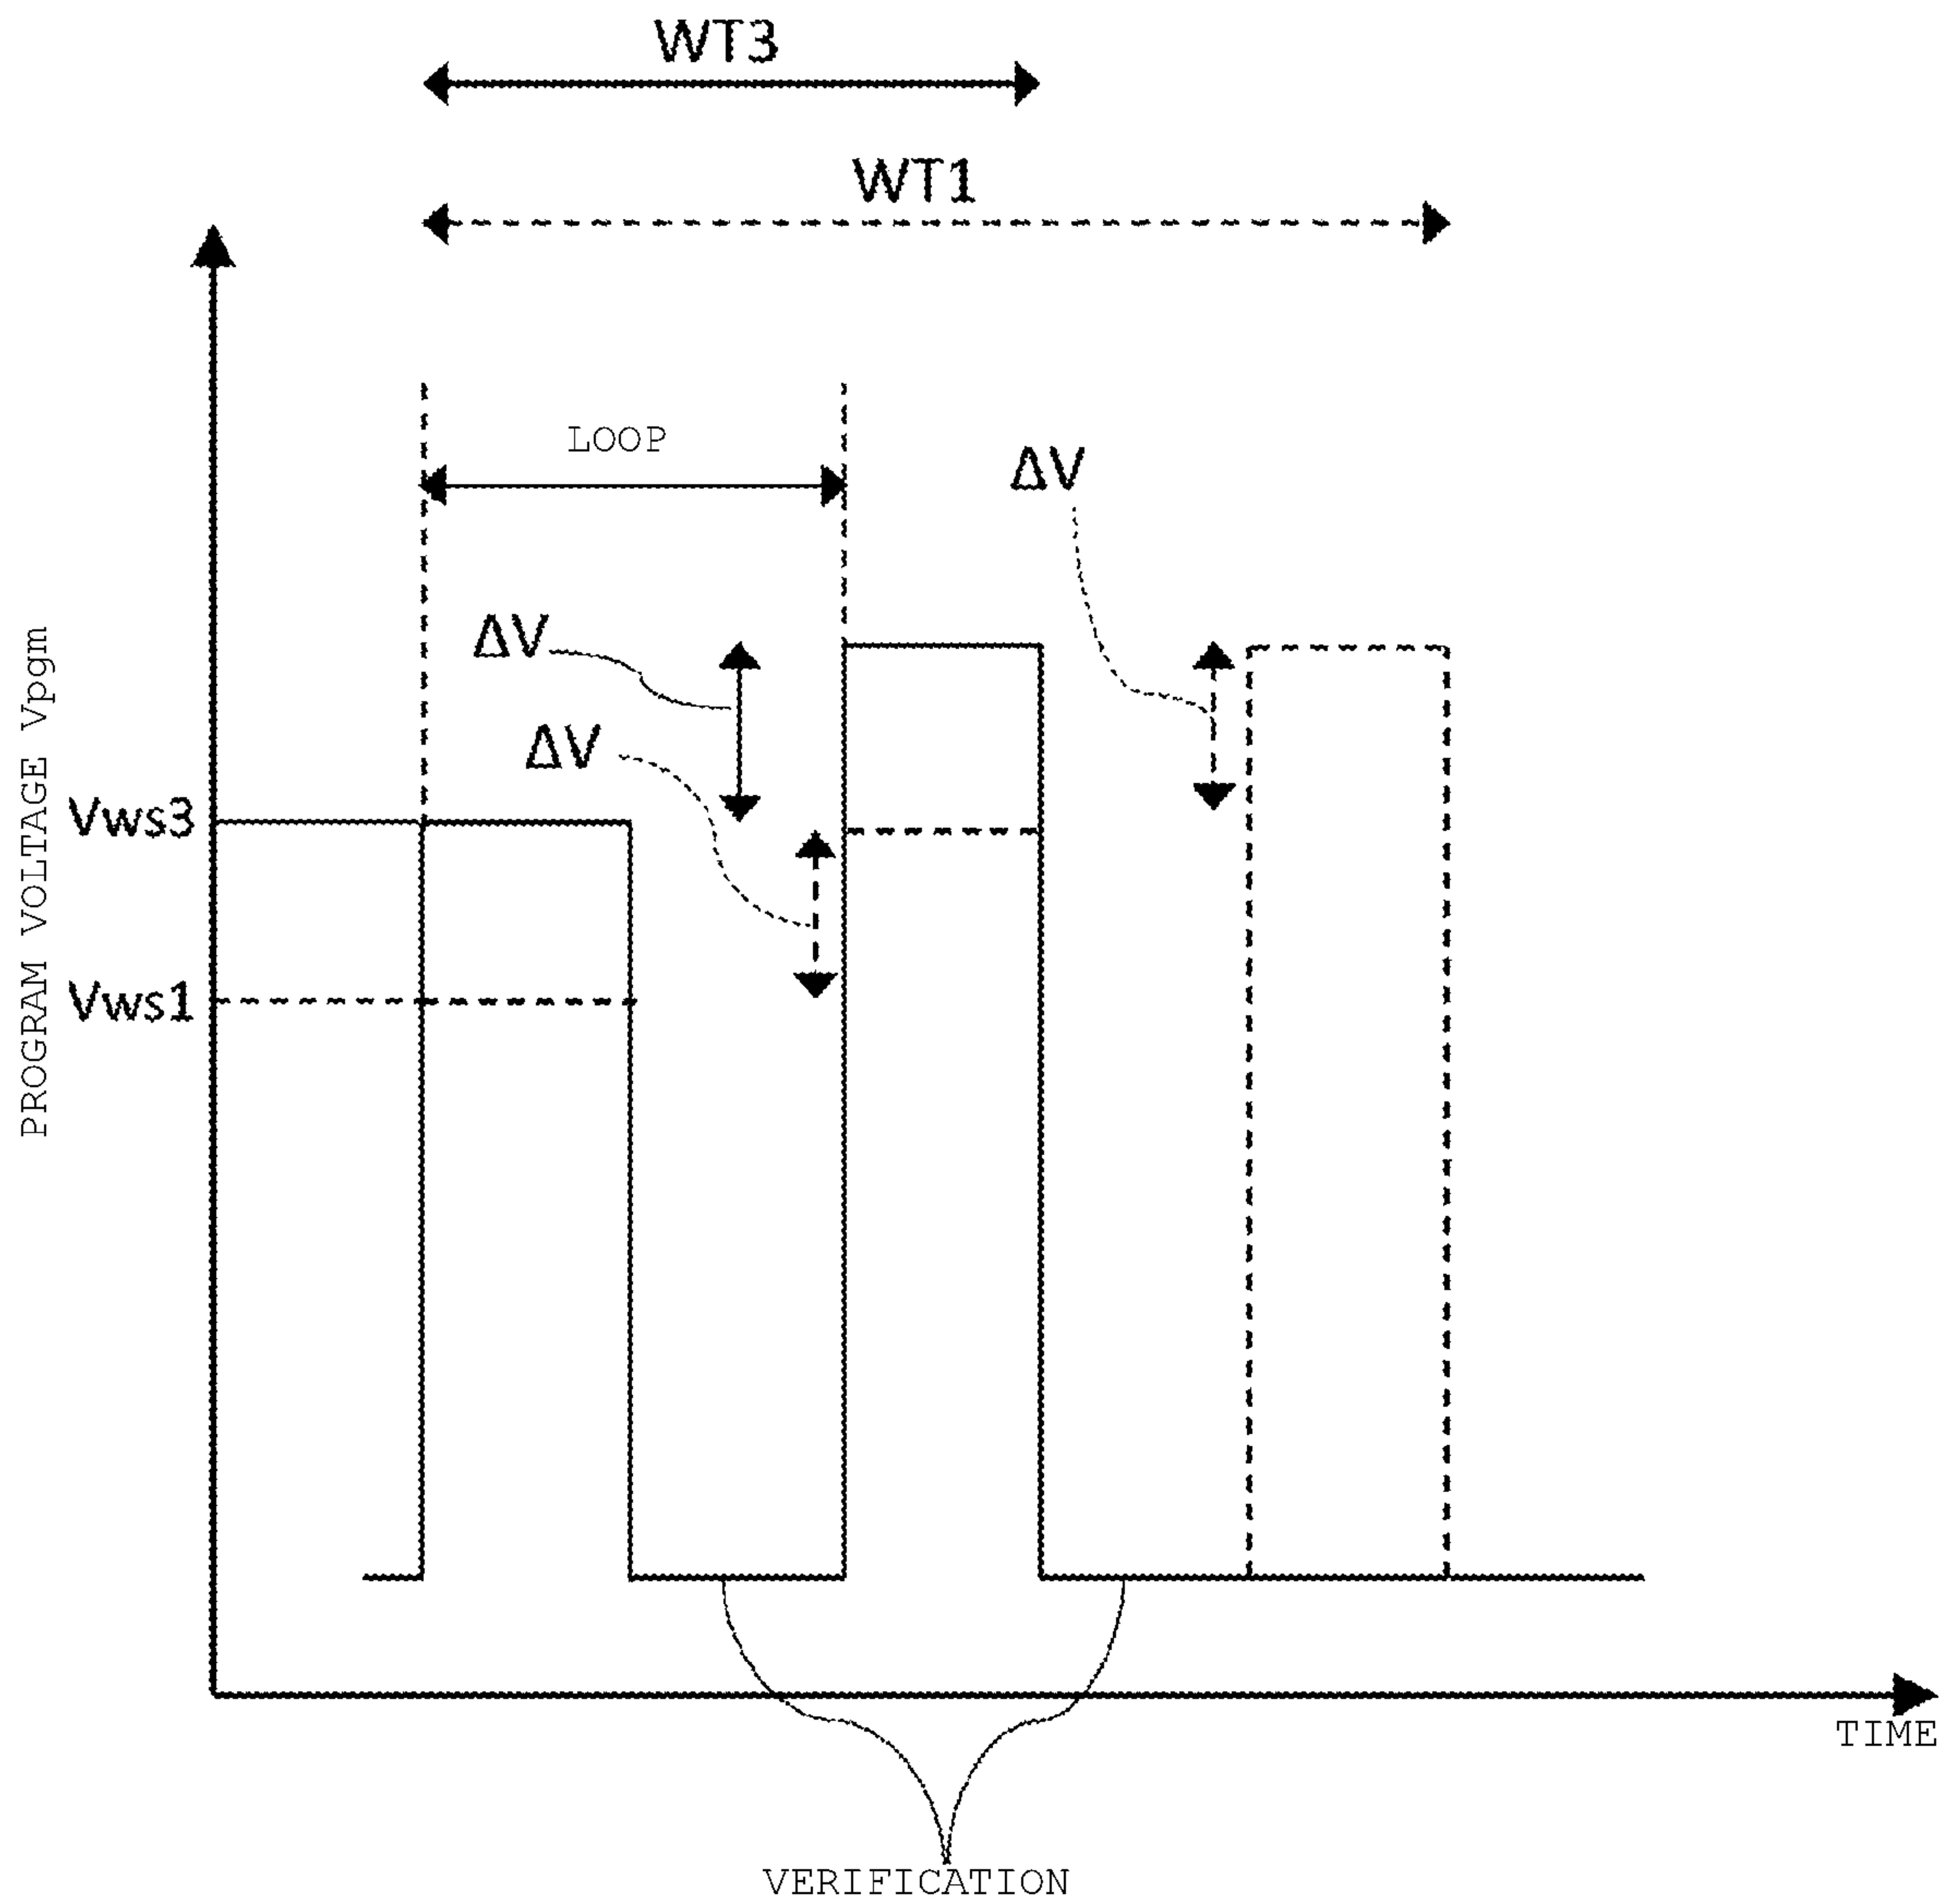 WT3
WT1
LOOP
ΔV
ΔV
ΔV
PROGRAM VOLTAGE Vpgm
Vws3
Vws1
TIME
VERIFICATION